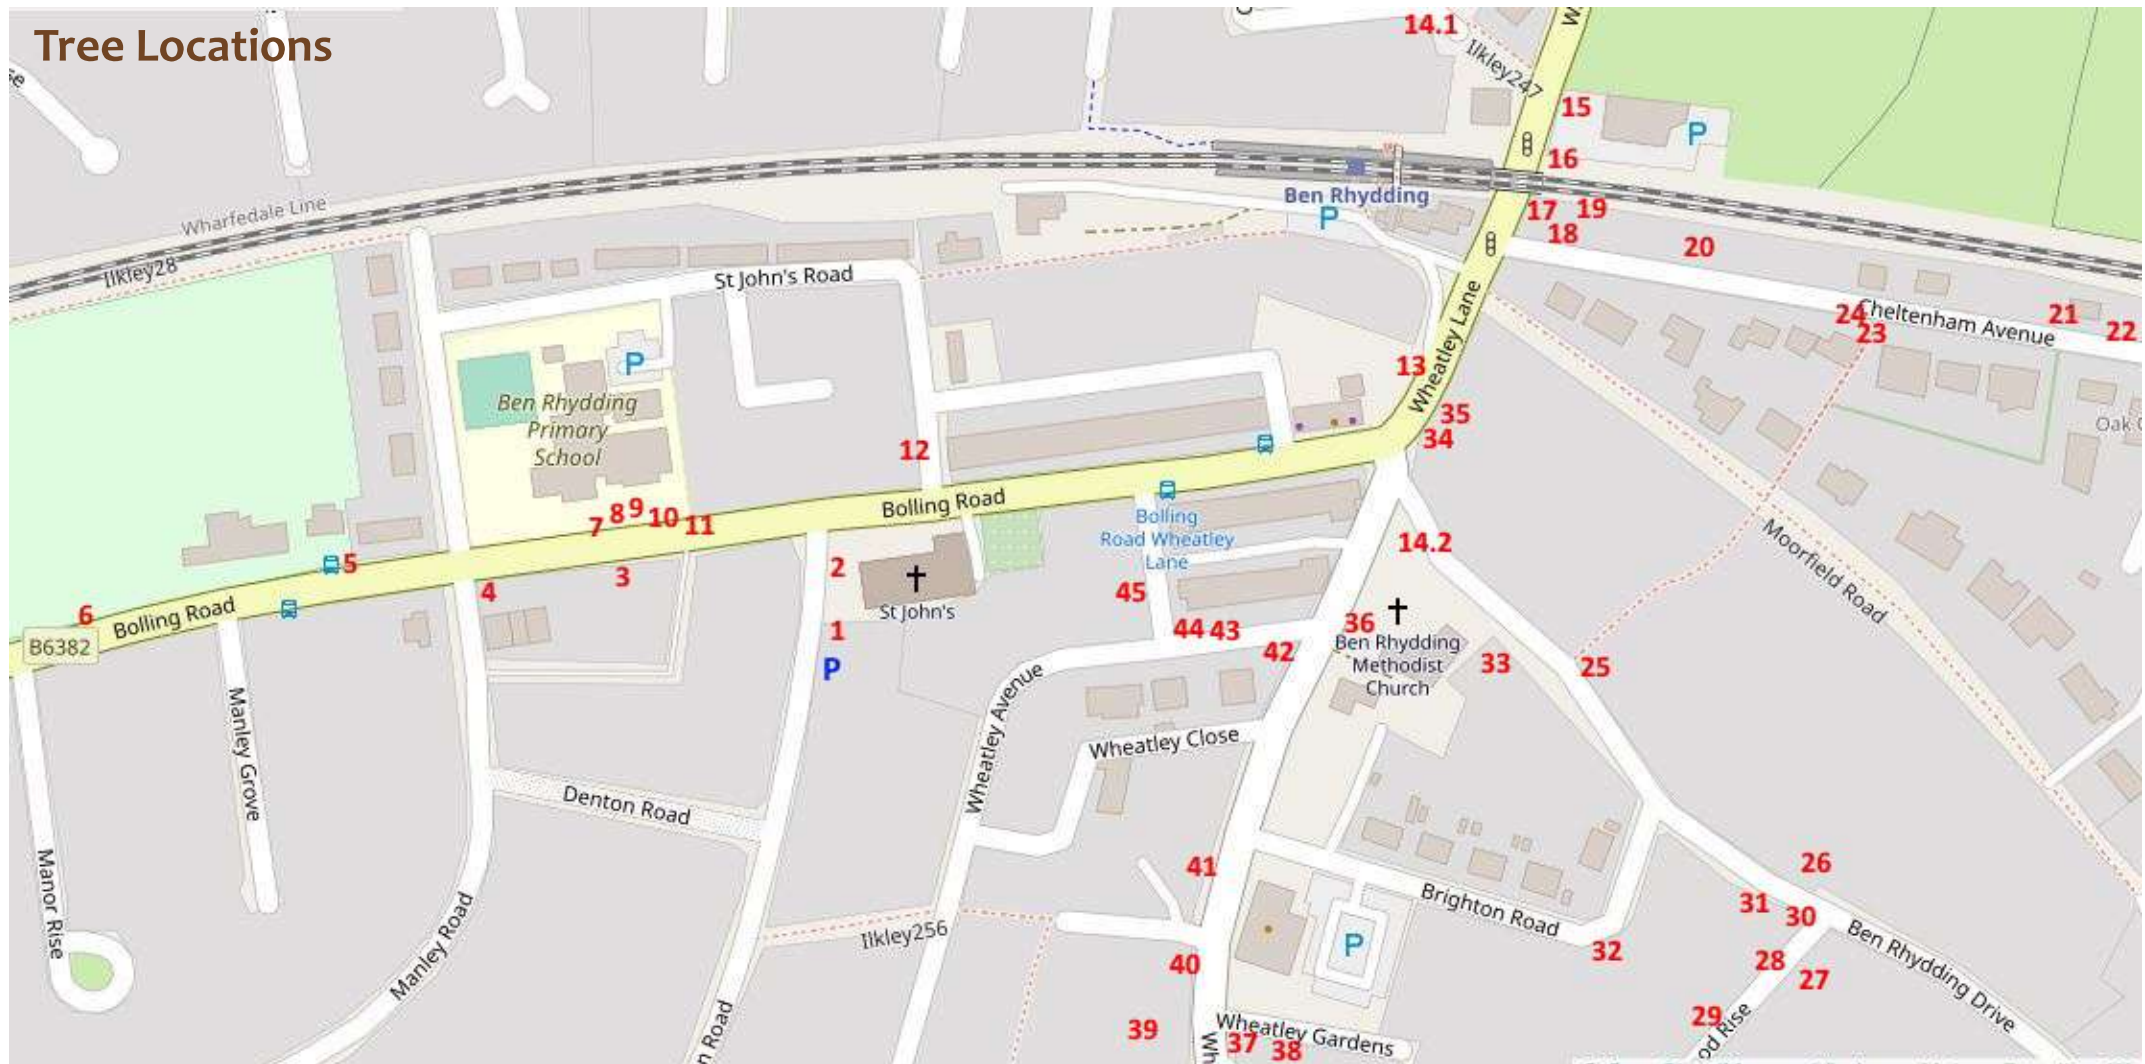 Tree Locations
14.1
Ilkley247
15
P
16
Ben Rhydding
P
17
19
18
20
Wharfedale Line
Ilkley28
St John's Road
Cheltenham Avenue
24
23
21
22
P
Ben Rhydding
Primary
School
13
Wheatley Lane
35
34
Oak
12
Bolling Road
7
8
9
10
11
Bolling
Road Wheatley
Lane
14.2
Moorfield Road
5
2
3
4
St John's
1
P
45
6
Bolling Road
B6382
44
43
42
36
Ben Rhydding
Methodist
Church
33
25
Manley Grove
Wheatley Avenue
Wheatley Close
Denton Road
Manor Rise
Manley Road
Ilkley256
41
Brighton Road
P
26
31
30
Ben Rhydding Drive
32
28
27
40
39
29
od Rise
Wheatley Gardens
37
38
n Road
Wh